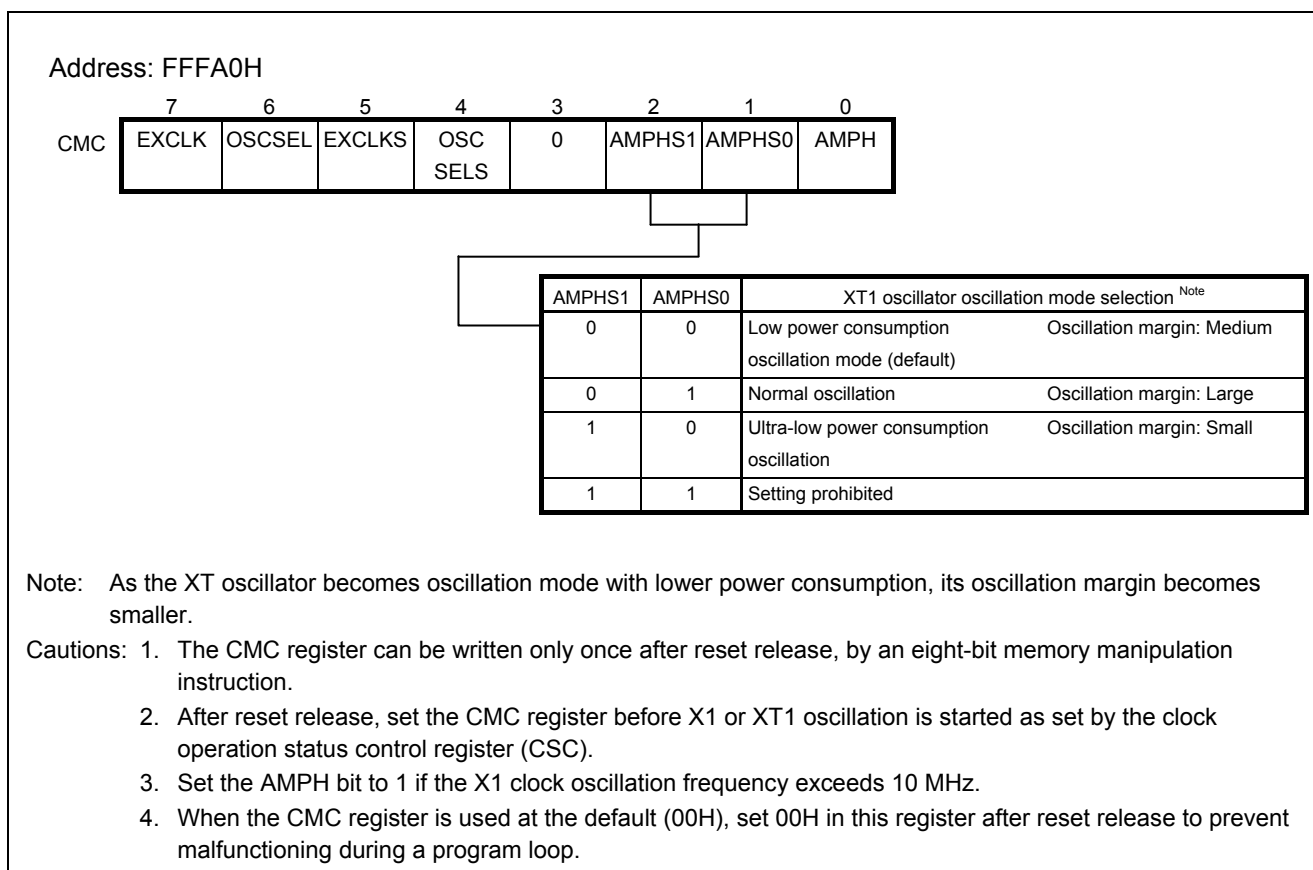 Address: FFFA0H
7 6 5 4 3 2 1 0
CMC EXCLK OSCSEL EXCLKS OSC 0 AMPHS1 AMPHS0 AMPH
SELS
AMPHS1 AMPHS0 XT1 oscillator oscillation mode selection Note
0 0 Low power consumption Oscillation margin: Medium
oscillation mode (default)
0 1 Normal oscillation Oscillation margin: Large
1 0 Ultra-low power consumption Oscillation margin: Small
oscillation
1 1 Setting prohibited
Note: As the XT oscillator becomes oscillation mode with lower power consumption, its oscillation margin becomes
smaller.
Cautions: 1. The CMC register can be written only once after reset release, by an eight-bit memory manipulation
instruction.
2. After reset release, set the CMC register before X1 or XT1 oscillation is started as set by the clock
operation status control register (CSC).
3. Set the AMPH bit to 1 if the X1 clock oscillation frequency exceeds 10 MHz.
4. When the CMC register is used at the default (00H), set 00H in this register after reset release to prevent
malfunctioning during a program loop.